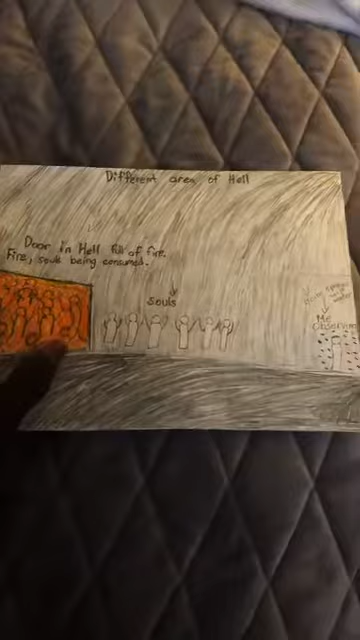 Different area of Hell
Door in Hell full of fire.
Fire, souls being consumed.
souls
Me
observing